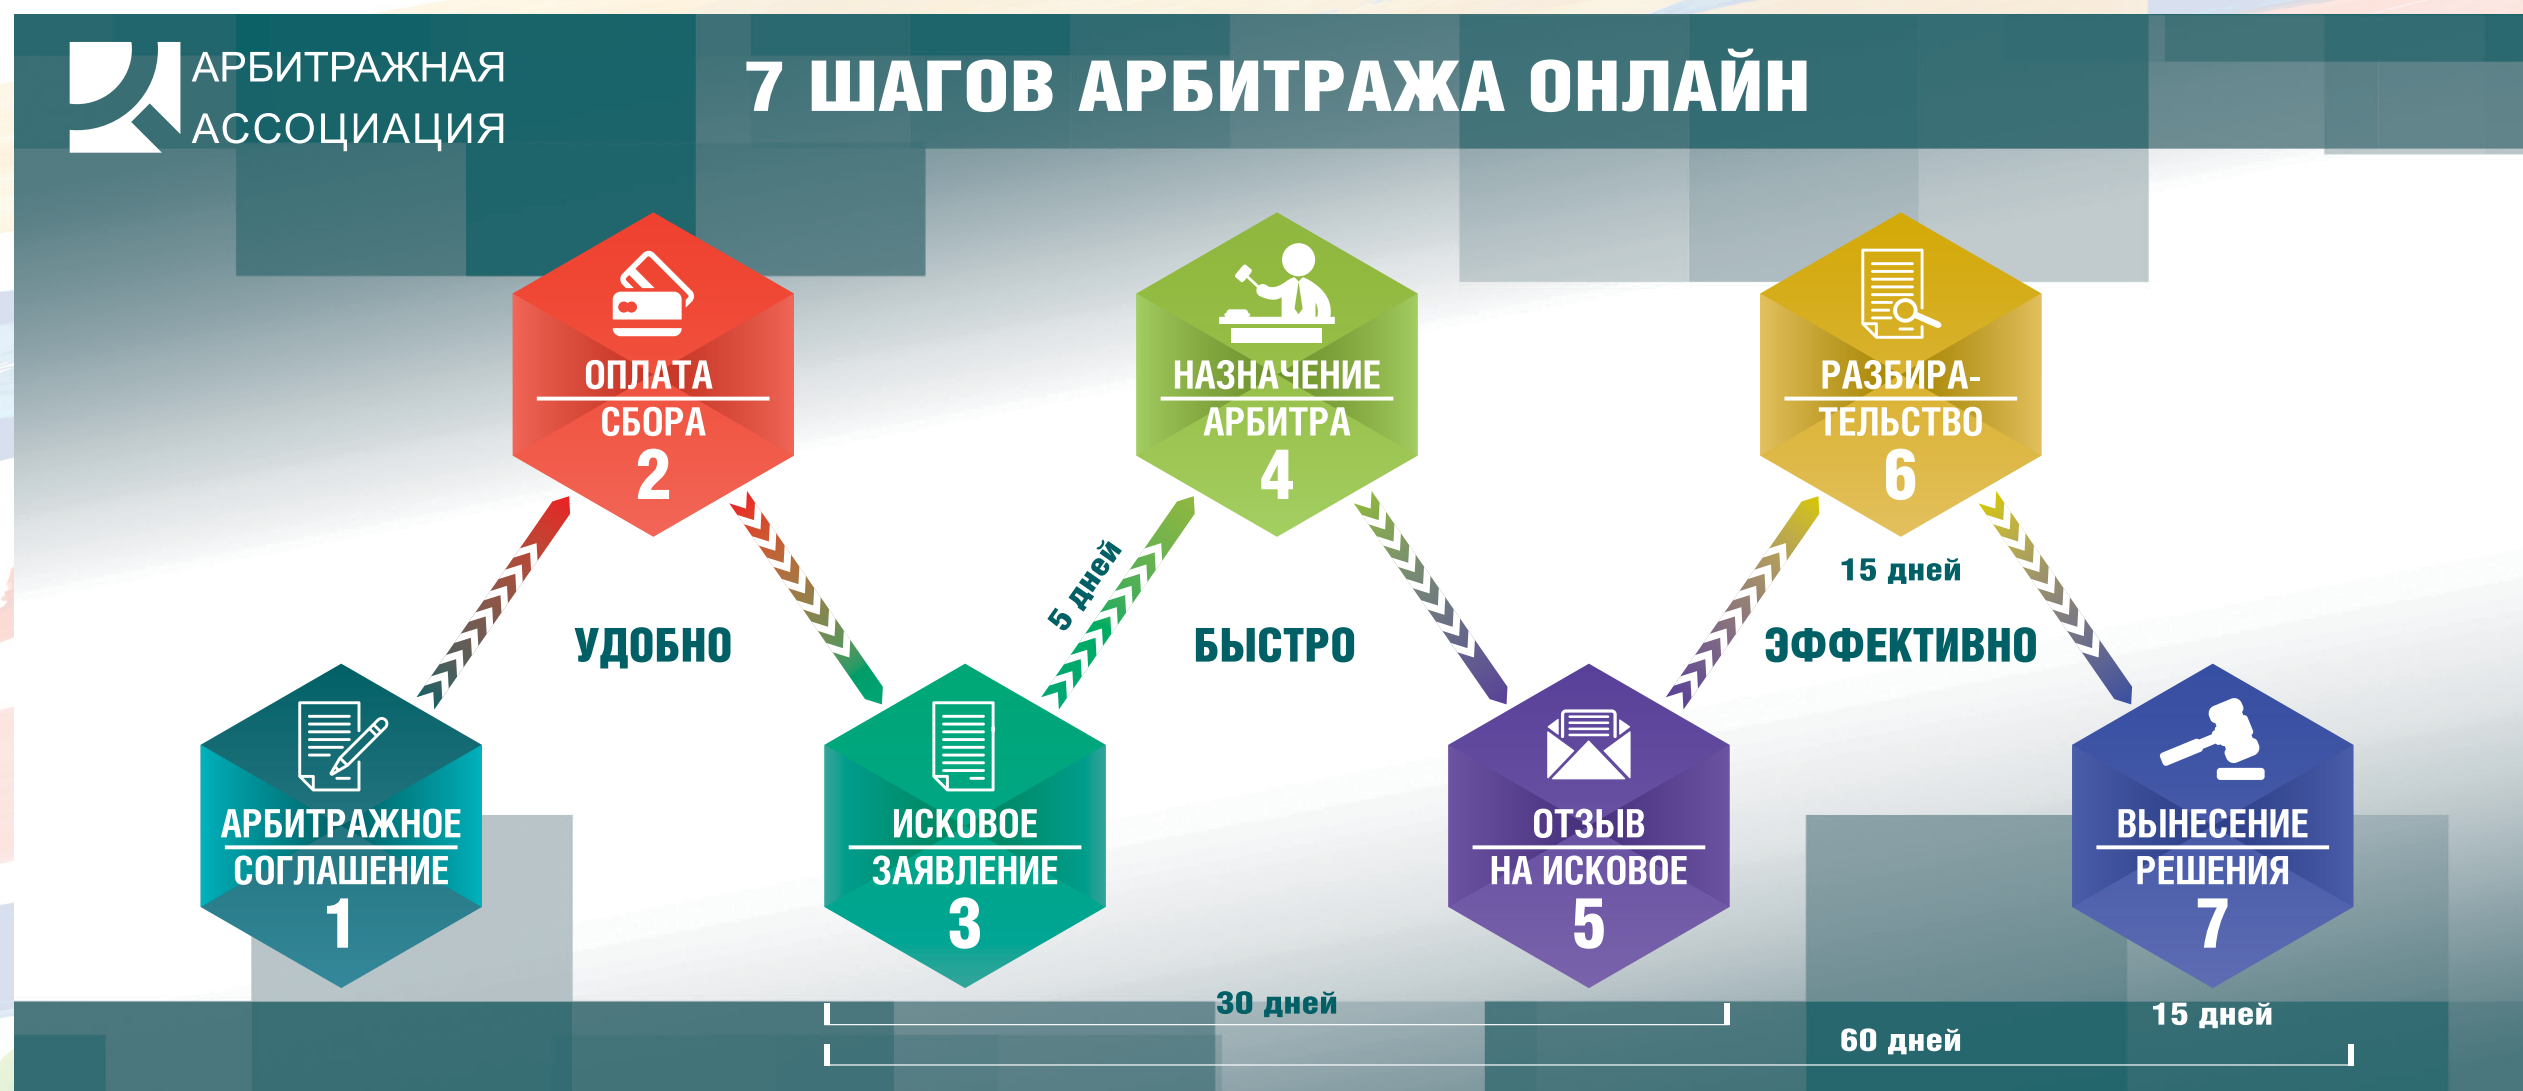 АРБИТРАЖНАЯ
АССОЦИАЦИЯ
7 ШАГОВ АРБИТРАЖА ОНЛАЙН
АРБИТРАЖНОЕ
СОГЛАШЕНИЕ
1
ОПЛАТА
СБОРА
2
УДОБНО
ИСКОВОЕ
ЗАЯВЛЕНИЕ
3
5 дней
НАЗНАЧЕНИЕ
АРБИТРА
4
БЫСТРО
ОТЗЫВ
НА ИСКОВОЕ
5
РАЗБИРА-
ТЕЛЬСТВО
6
15 дней
ЭФФЕКТИВНО
ВЫНЕСЕНИЕ
РЕШЕНИЯ
7
30 дней
15 дней
60 дней